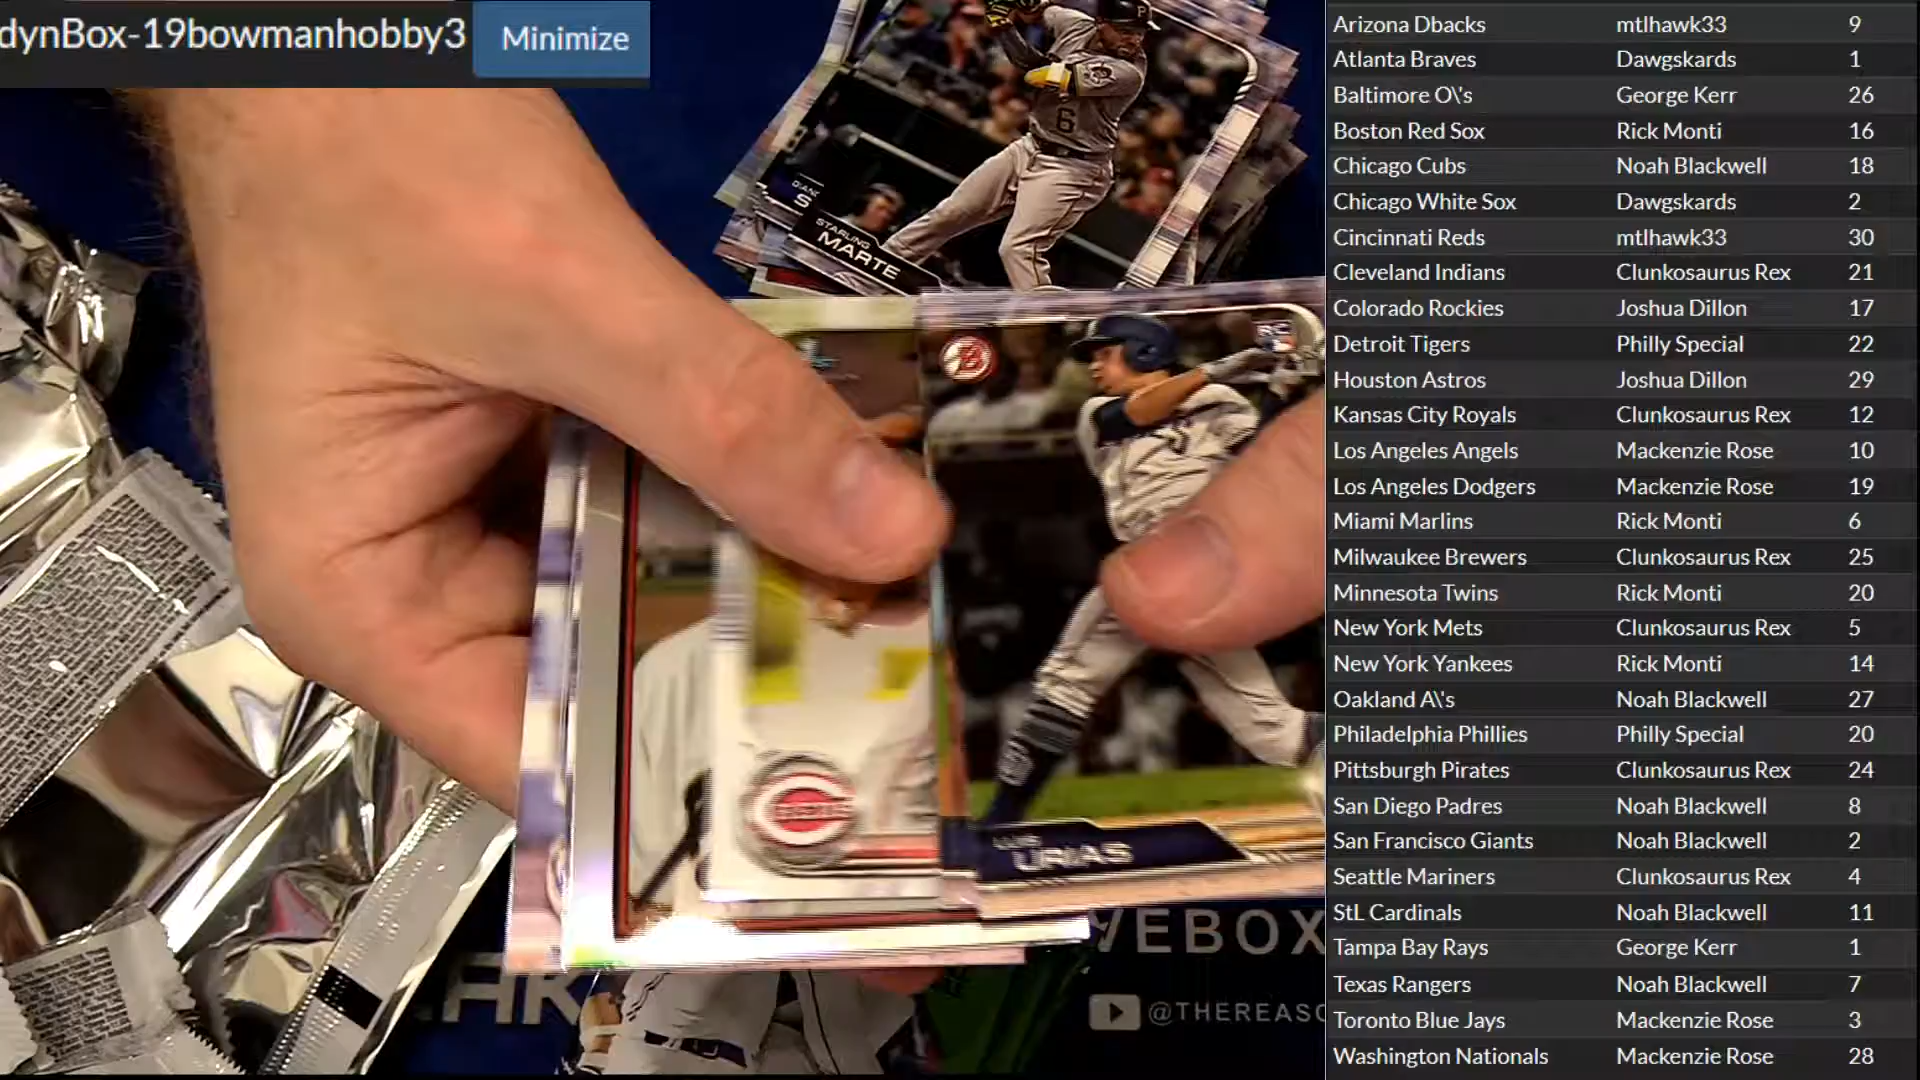 dynBox-19bowmanhobby3
Minimize
P
6
STARLING
MARTE
RC
B
REDS
URIAS
VEBOX
@THEREASO
Arizona Dbacks mtlhawk33 9
Atlanta Braves Dawgskards 1
Baltimore O\'s George Kerr 26
Boston Red Sox Rick Monti 16
Chicago Cubs Noah Blackwell 18
Chicago White Sox Dawgskards 2
Cincinnati Reds mtlhawk33 30
Cleveland Indians Clunkosaurus Rex 21
Colorado Rockies Joshua Dillon 17
Detroit Tigers Philly Special 22
Houston Astros Joshua Dillon 29
Kansas City Royals Clunkosaurus Rex 12
Los Angeles Angels Mackenzie Rose 10
Los Angeles Dodgers Mackenzie Rose 19
Miami Marlins Rick Monti 6
Milwaukee Brewers Clunkosaurus Rex 25
Minnesota Twins Rick Monti 20
New York Mets Clunkosaurus Rex 5
New York Yankees Rick Monti 14
Oakland A\'s Noah Blackwell 27
Philadelphia Phillies Philly Special 20
Pittsburgh Pirates Clunkosaurus Rex 24
San Diego Padres Noah Blackwell 8
San Francisco Giants Noah Blackwell 2
Seattle Mariners Clunkosaurus Rex 4
StL Cardinals Noah Blackwell 11
Tampa Bay Rays George Kerr 1
Texas Rangers Noah Blackwell 7
Toronto Blue Jays Mackenzie Rose 3
Washington Nationals Mackenzie Rose 28